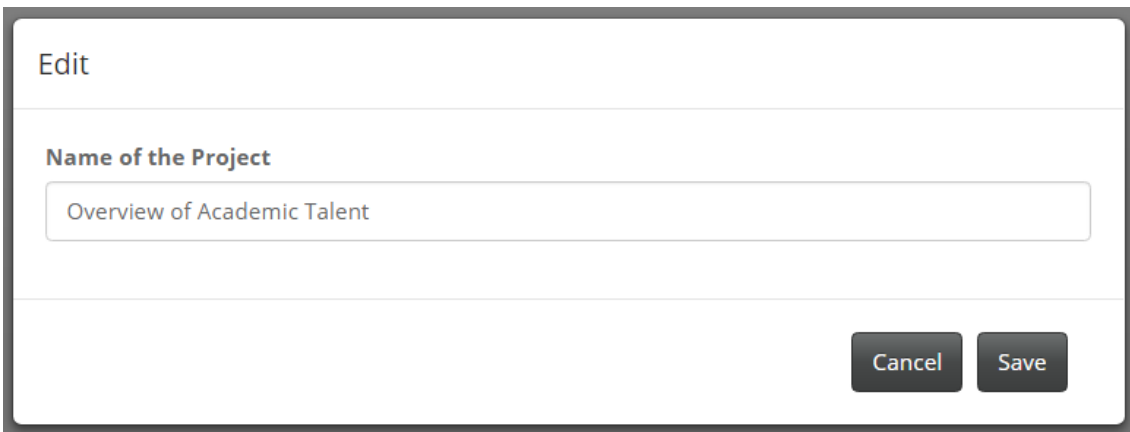 Edit
Name of the Project
Overview of Academic Talent
Cancel Save